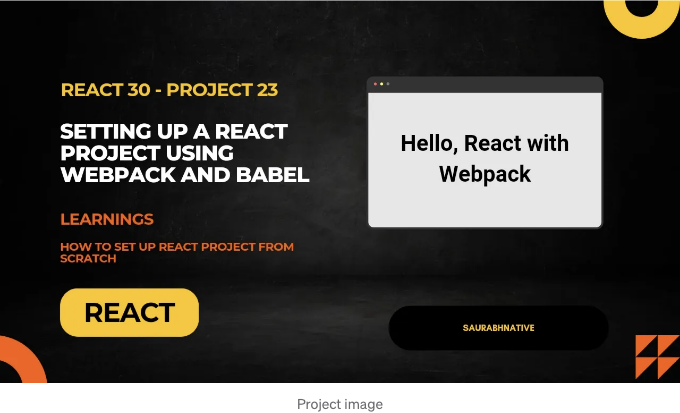 REACT 30 - PROJECT 23
SETTING UP A REACT
PROJECT USING
WEBPACK AND BABEL
LEARNINGS
HOW TO SET UP REACT PROJECT FROM
SCRATCH
REACT
Hello, React with
Webpack
SAURABHNATIVE
Project image